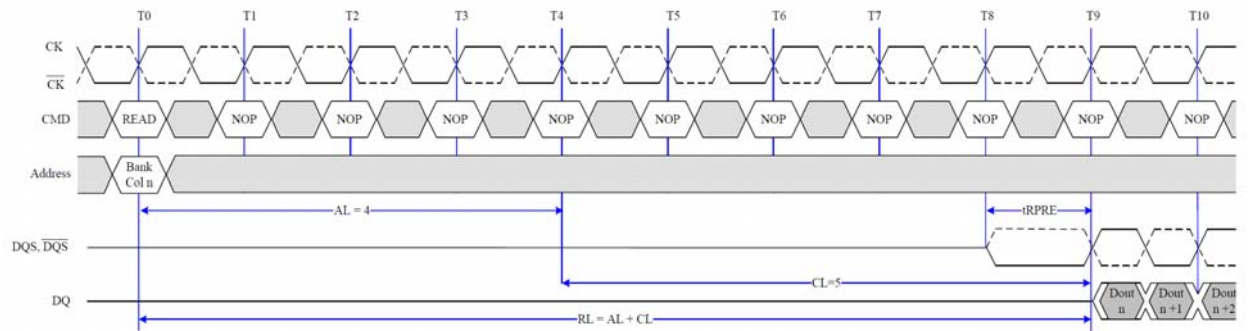 T0 T1 T2 T3 T4 T5 T6 T7 T8 T9 T10
CK
CK
CMD READ NOP NOP NOP NOP NOP NOP NOP NOP NOP NOP
Address Bank
Col n
AL = 4 tRPRE
DQS, DQS
CL=5
DQ Dout Dout Dout
n n +1 n +2
RL = AL + CL